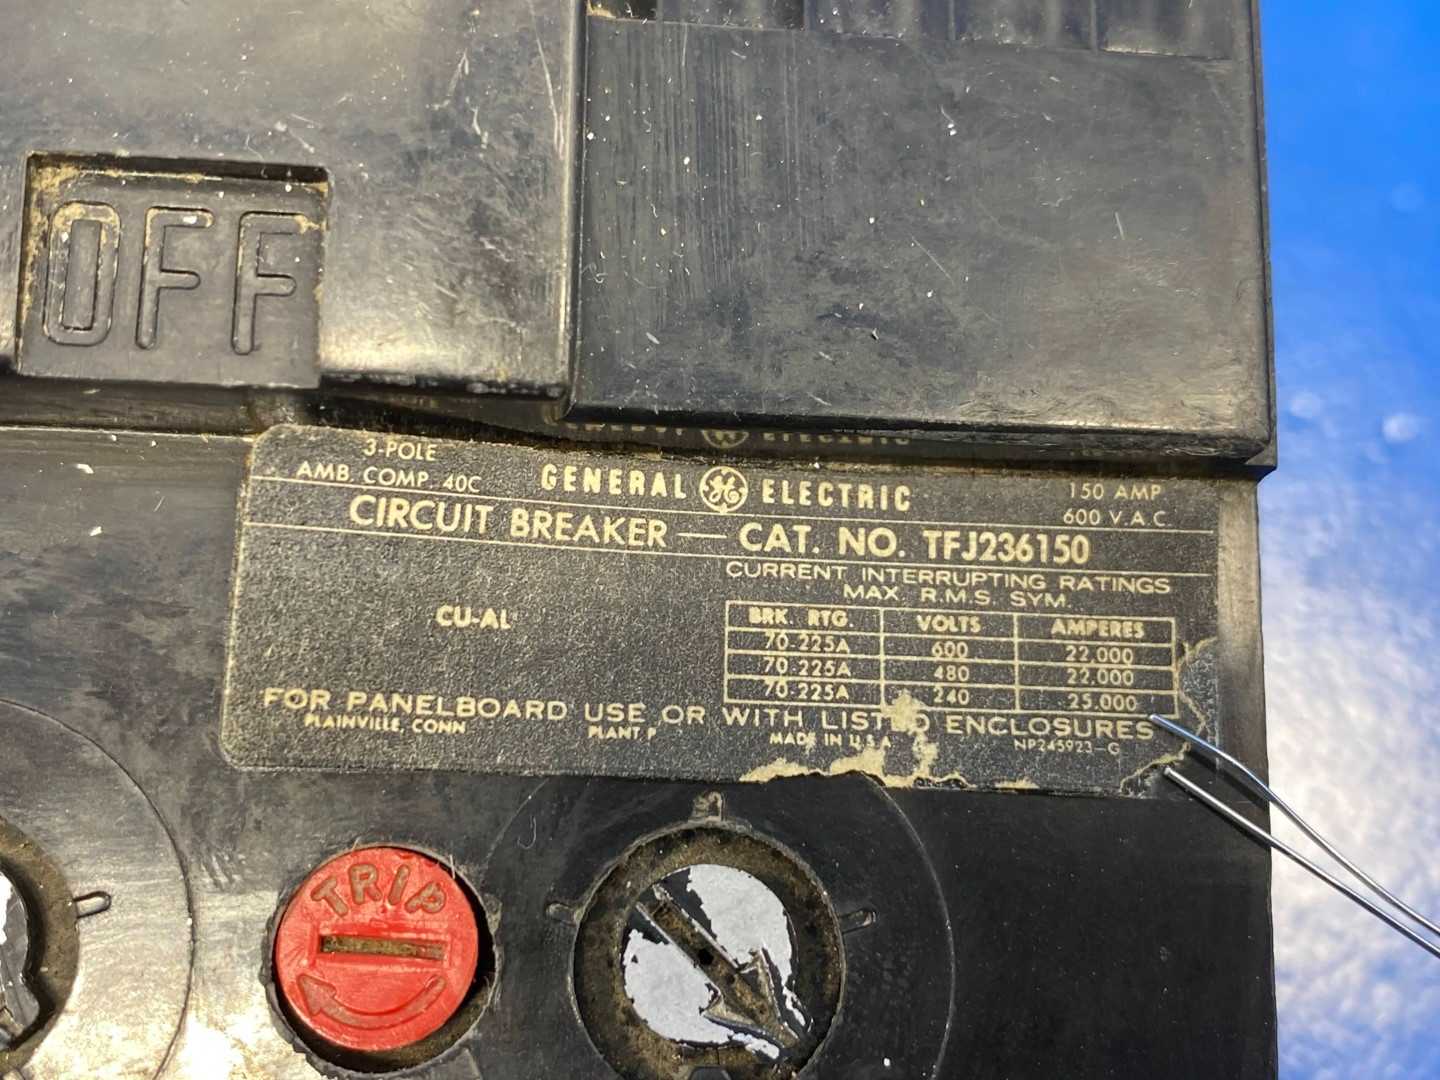 OFF
3-POLE
AMB. COMP. 40C
GENERAL GE ELECTRIC
150 AMP
600 V.A.C.
CIRCUIT BREAKER — CAT. NO. TFJ236150
CURRENT INTERRUPTING RATINGS
MAX. R.M.S. SYM.
CU-AL
BRK. RTG. VOLTS AMPERES
70-225A 600 22,000
70-225A 480 22,000
70-225A 240 25,000
FOR PANELBOARD USE OR WITH LISTED ENCLOSURES
PLAINVILLE, CONN PLANT P MADE IN U.S.A NP245923-G
TRIP